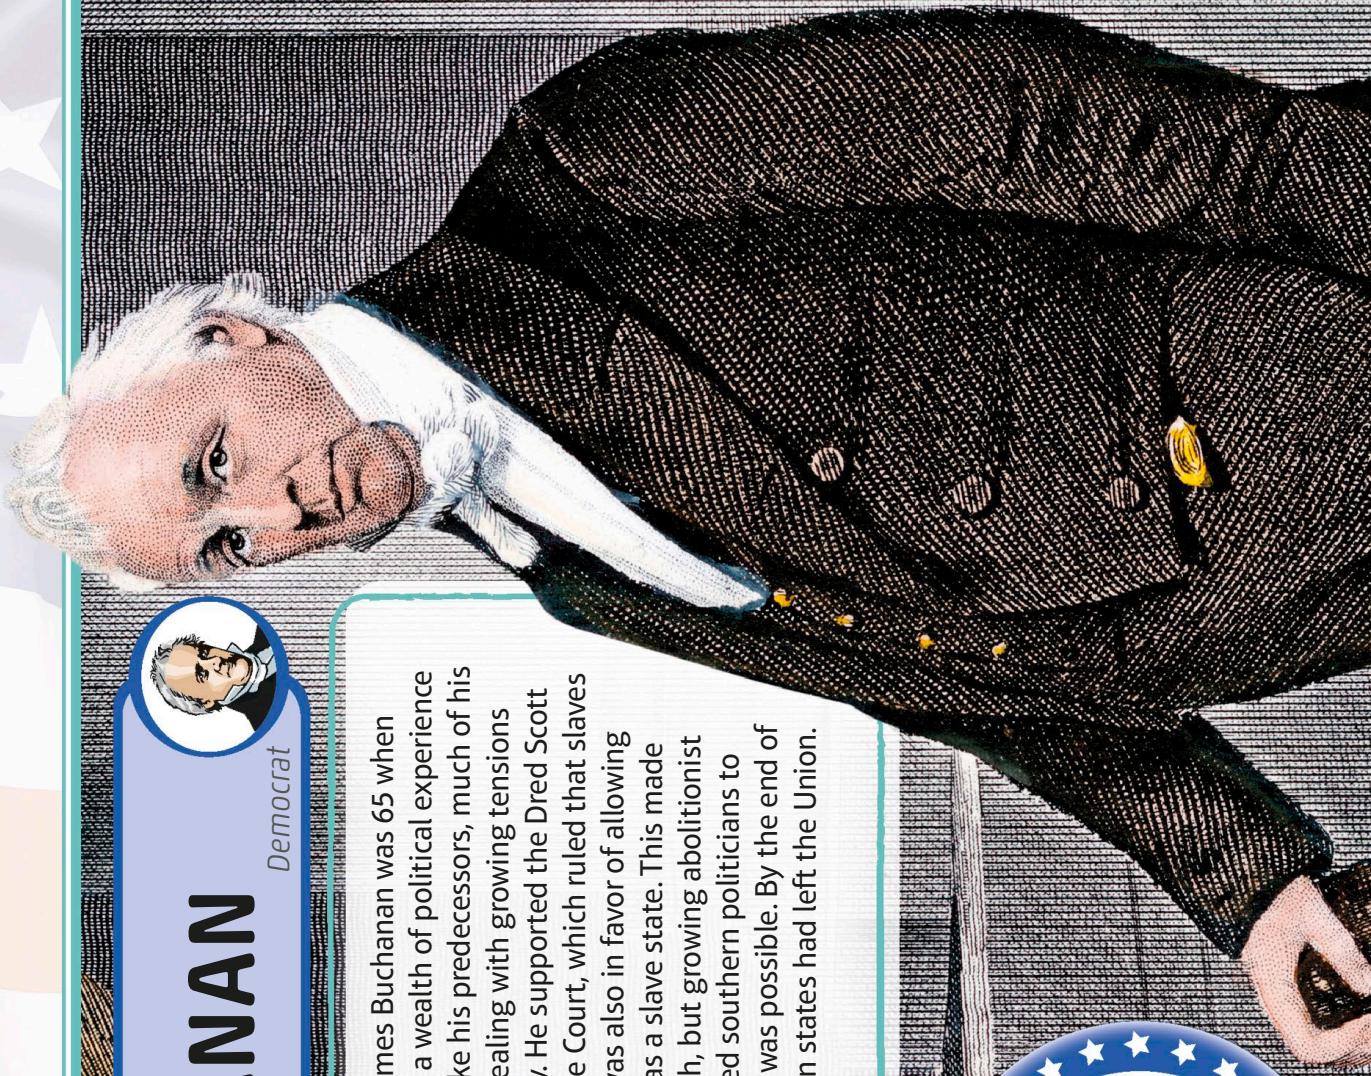 NAN
Democrat
mes Buchanan was 65 when
a wealth of political experience
ke his predecessors, much of his
ealing with growing tensions
y. He supported the Dred Scott
e Court, which ruled that slaves
was also in favor of allowing
as a slave state. This made
h, but growing abolitionist
ed southern politicians to
was possible. By the end of
n states had left the Union.